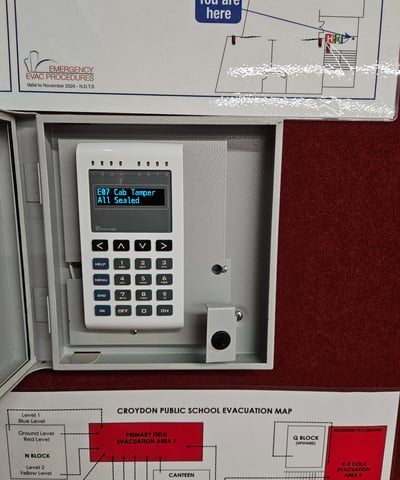 You are
here
EMERGENCY
EVAC PROCEDURES
Valid to November 2026 - N.D.T.S
E07 Cab Tamper
All Sealed
HELP
1
2
3
MENU
4
5
6
END
7
8
9
OK
OFF
0
ON
CROYDON PUBLIC SCHOOL EVACUATION MAP
Level 1
Blue Level
Ground Level
Red Level
N BLOCK
Level 2
Yellow Level
PRIMARY FIELD
EVACUATION AREA 1
CANTEEN
Q BLOCK
(UPSTAIRS)
K-2 COLA
EVACUATION
AREA 2